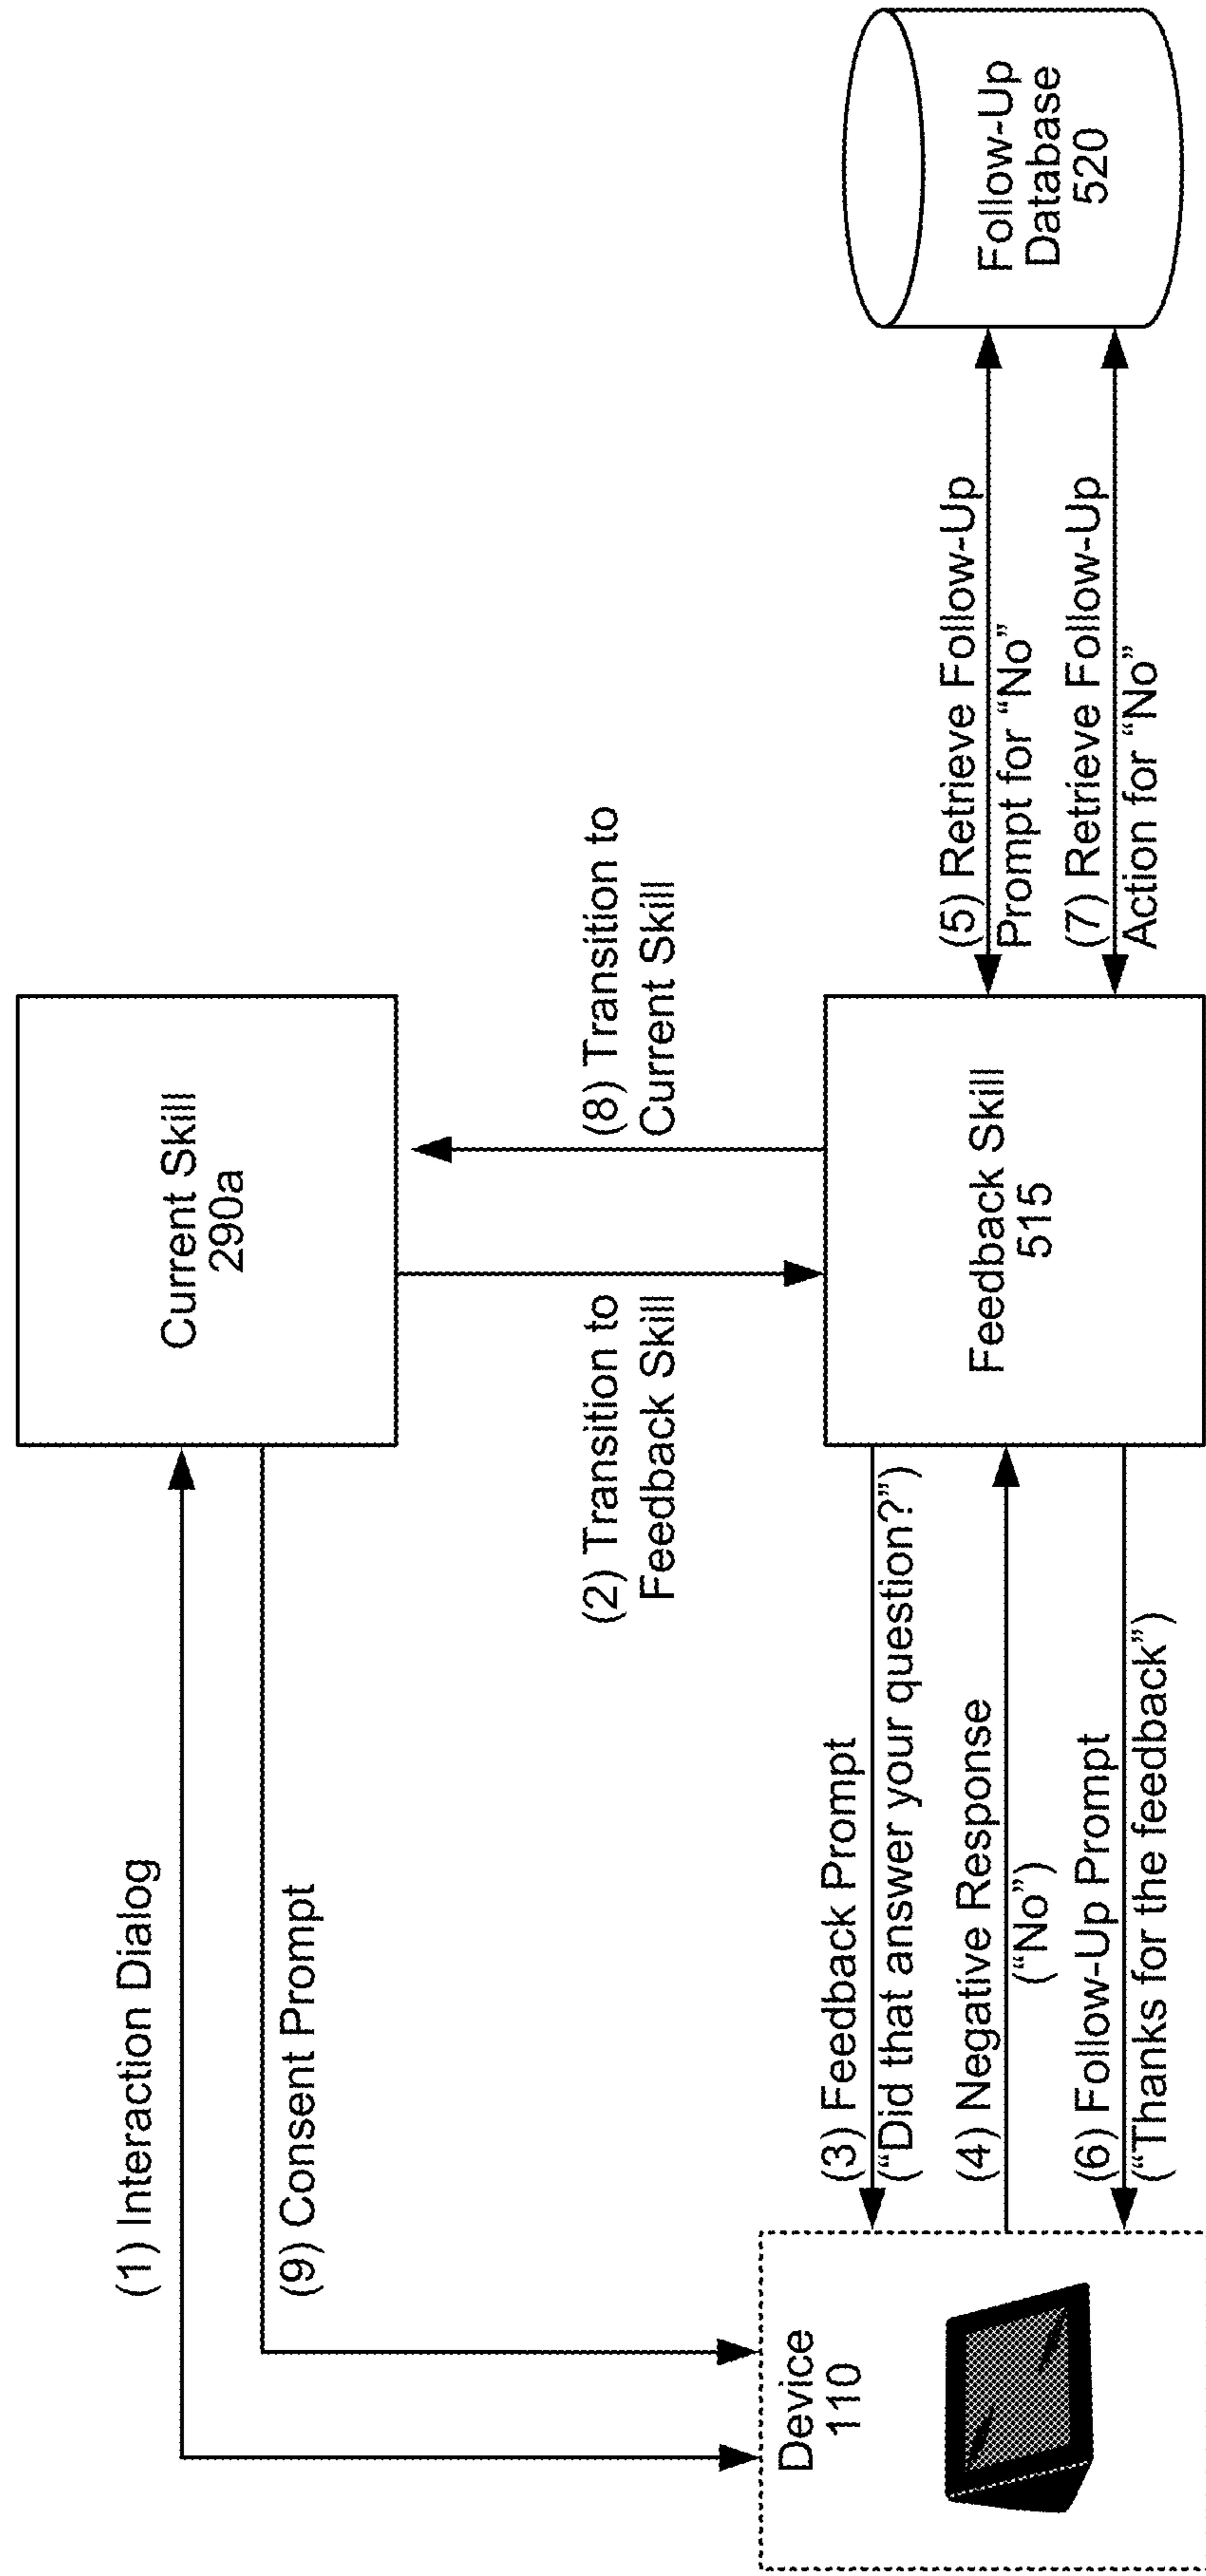 (1) Interaction Dialog
(9) Consent Prompt
Current Skill
290a
(2) Transition to
Feedback Skill
(8) Transition to
Current Skill
Device
110
(3) Feedback Prompt
(“Did that answer your question?”)
(4) Negative Response
(“No”)
(6) Follow-Up Prompt
(“Thanks for the feedback”)
Feedback Skill
515
(5) Retrieve Follow-Up
Prompt for “No”
(7) Retrieve Follow-Up
Action for “No”
Follow-Up
Database
520